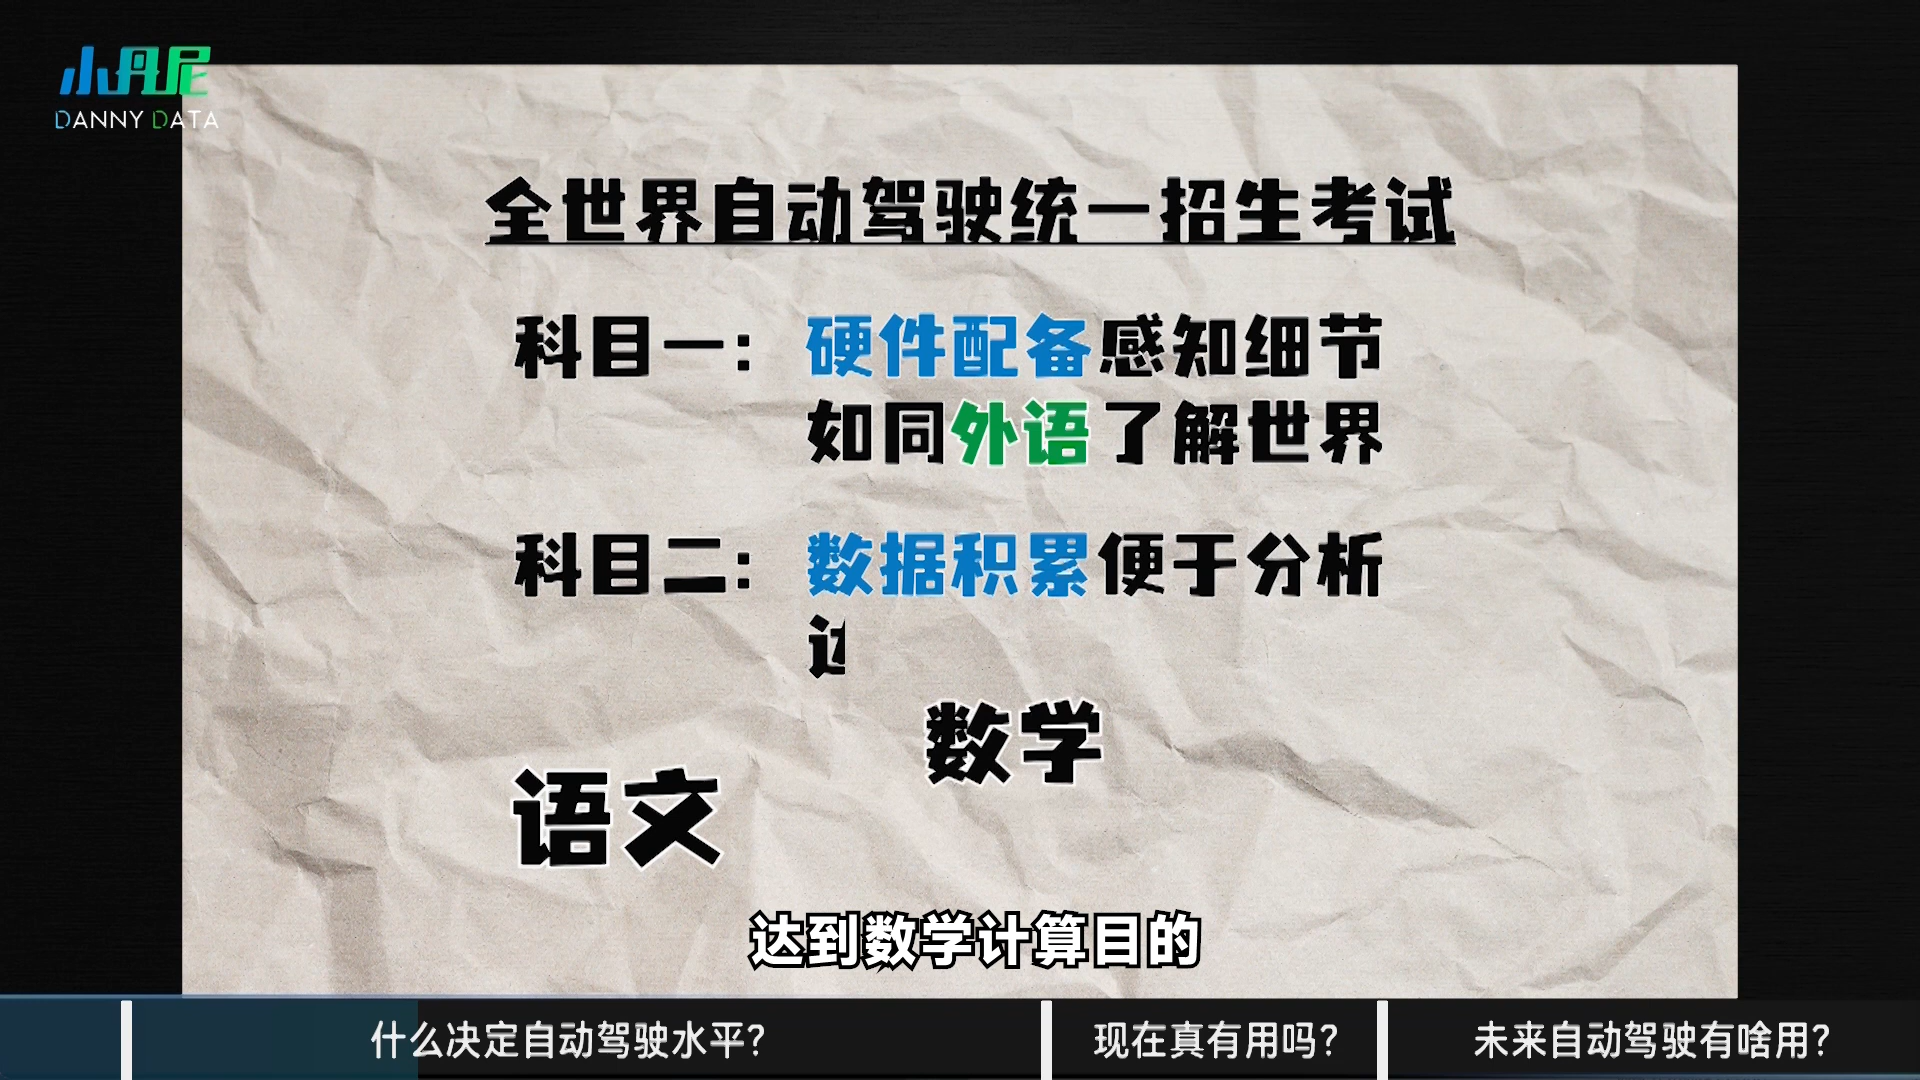 小丹尼
DANNY DATA
全世界自动驾驶统一招生考试
科目一：硬件配备感知细节
如同外语了解世界
科目二：数据积累便于分析
数学
语文
达到数学计算目的
什么决定自动驾驶水平？
现在真有用吗？
未来自动驾驶有啥用？